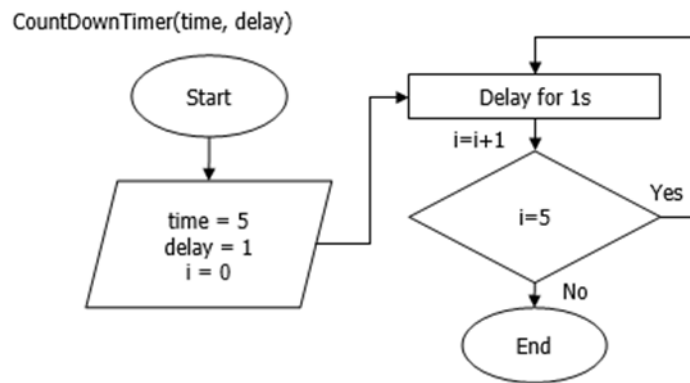 CountDownTimer(time, delay)
Start
time = 5
delay = 1
i = 0
Delay for 1s
i=i+1
i=5
Yes
No
End